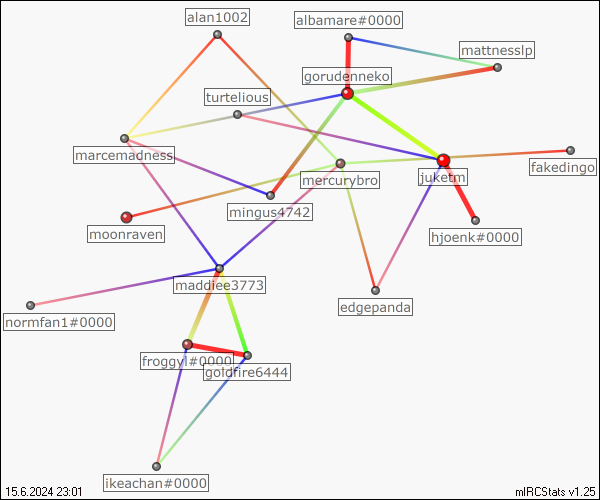 alan1002
albamare#0000
mattnesslp
gorudenneko
turtelious
marcemadness
fakedingo
juketm
mercurybro
mingus4742
moonraven
hjoenk#0000
maddiee3773
edgepanda
normfan1#0000
froggyl#0000
goldfire6444
ikeachan#0000
15.6.2024 23:01
mIRCStats v1.25